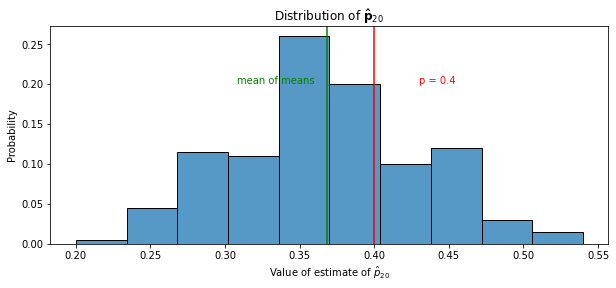 Distribution of p̂₂₀
Probability
0.25
0.20
0.15
0.10
0.05
0.00
mean of means
p = 0.4
0.20 0.25 0.30 0.35 0.40 0.45 0.50 0.55
Value of estimate of p̂₂₀